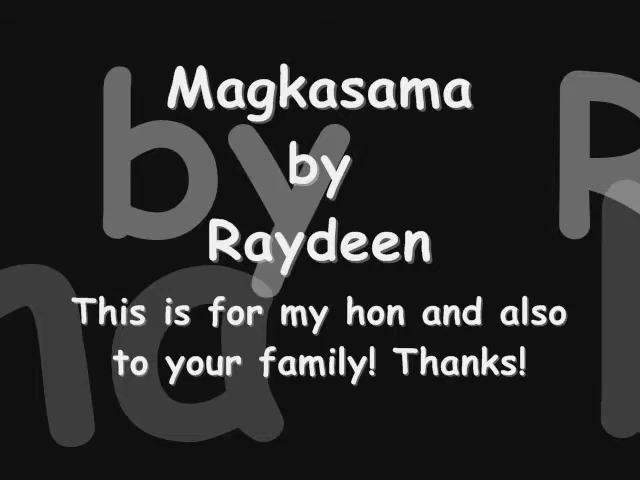 Magkasama
by
Raydeen
This is for my hon and also
to your family! Thanks!